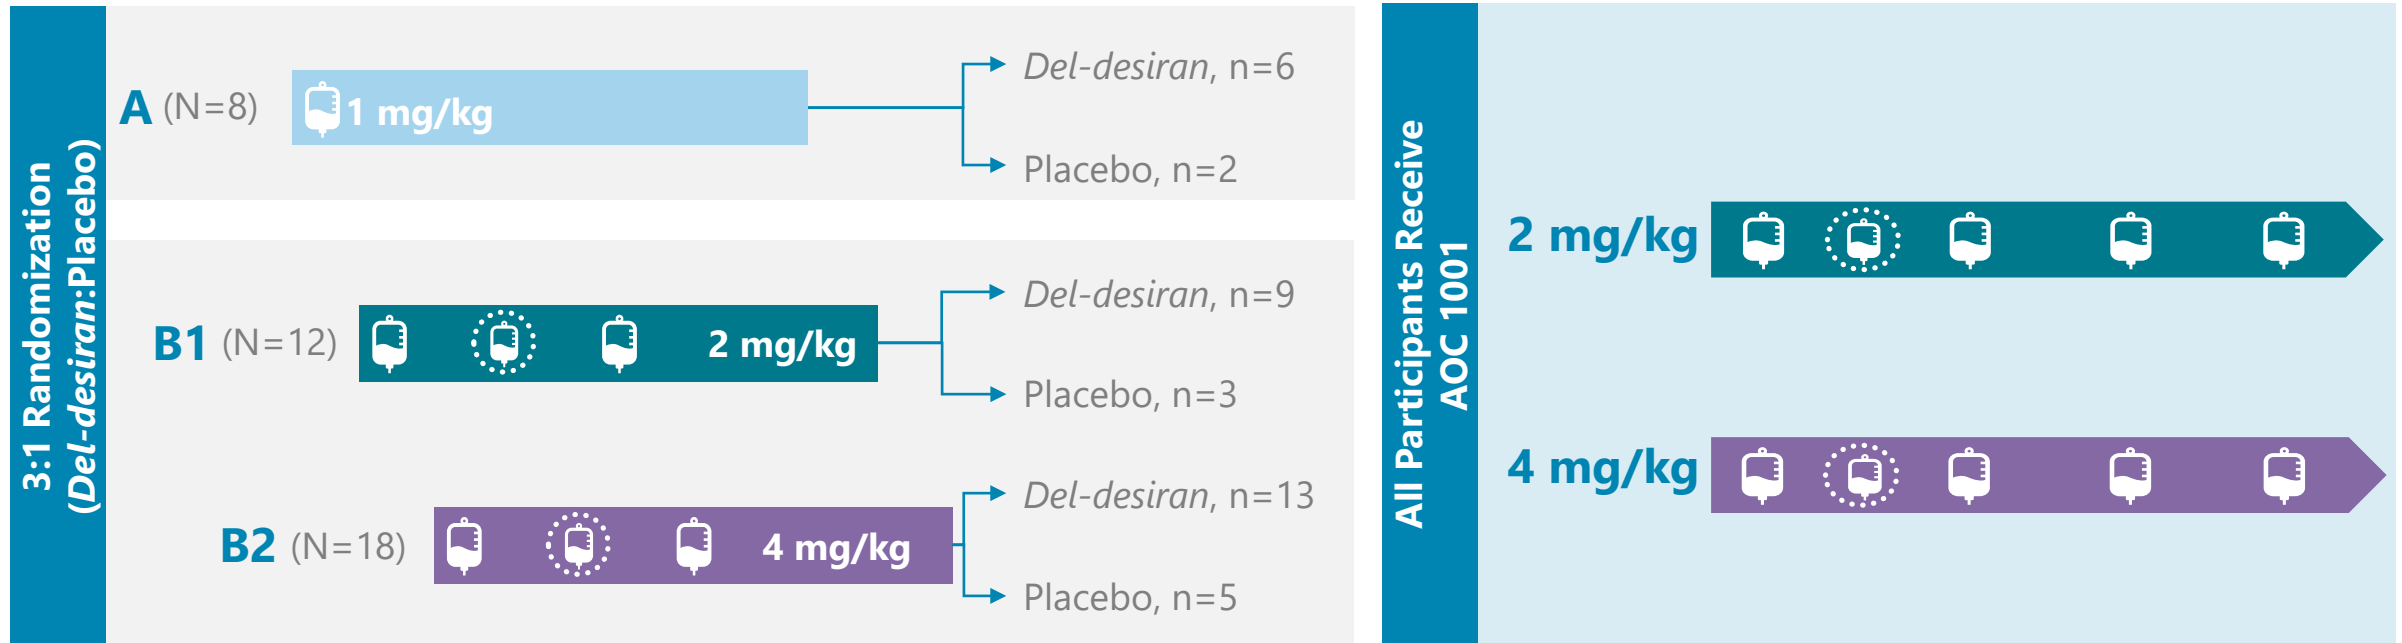 3:1 Randomization
(Del-desiran:Placebo)
A (N=8)
1 mg/kg
Del-desiran, n=6
Placebo, n=2
B1 (N=12)
2 mg/kg
Del-desiran, n=9
Placebo, n=3
B2 (N=18)
4 mg/kg
Del-desiran, n=13
Placebo, n=5
All Participants Receive
AOC 1001
2 mg/kg
4 mg/kg